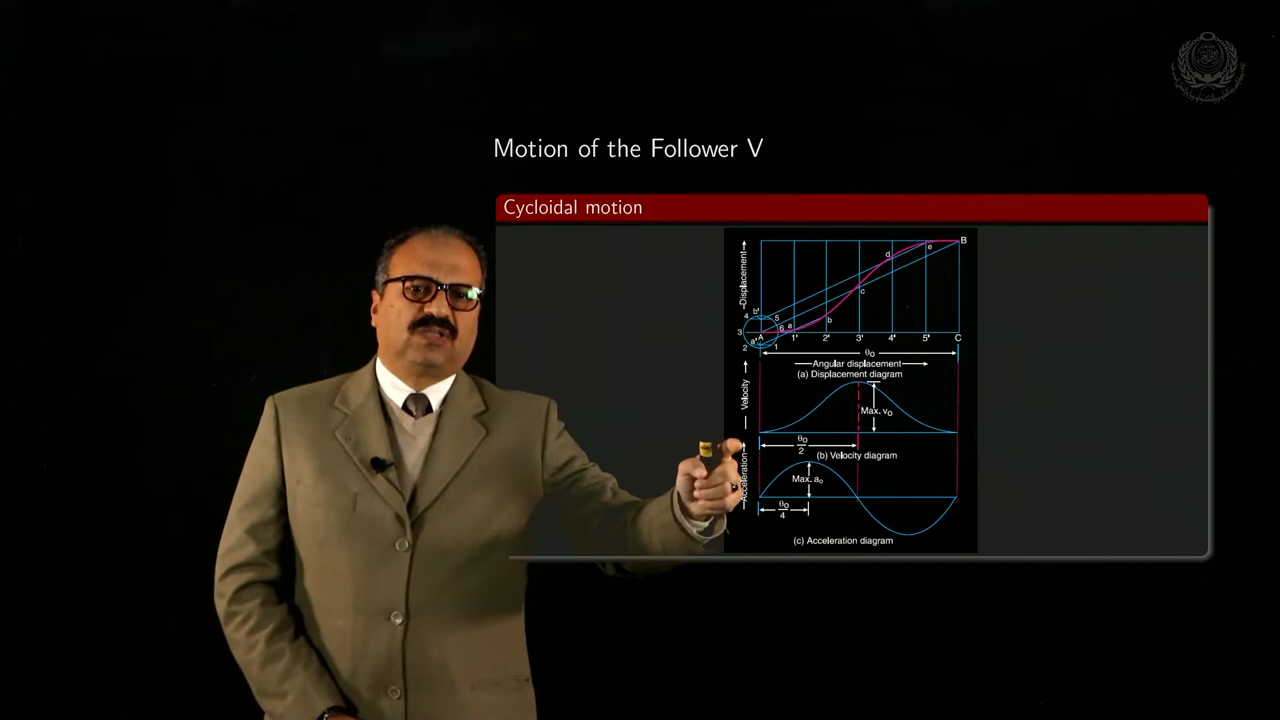 Motion of the Follower V
Cycloidal motion
Displacement
B
e
d
c
b
a
b'
4
5
3
6
a'
A
2
1
1'
2'
3'
4'
5'
C
θO
Angular displacement
(a) Displacement diagram
Velocity
Max. vO
θO
2
(b) Velocity diagram
Acceleration
Max. aO
θO
4
(c) Acceleration diagram